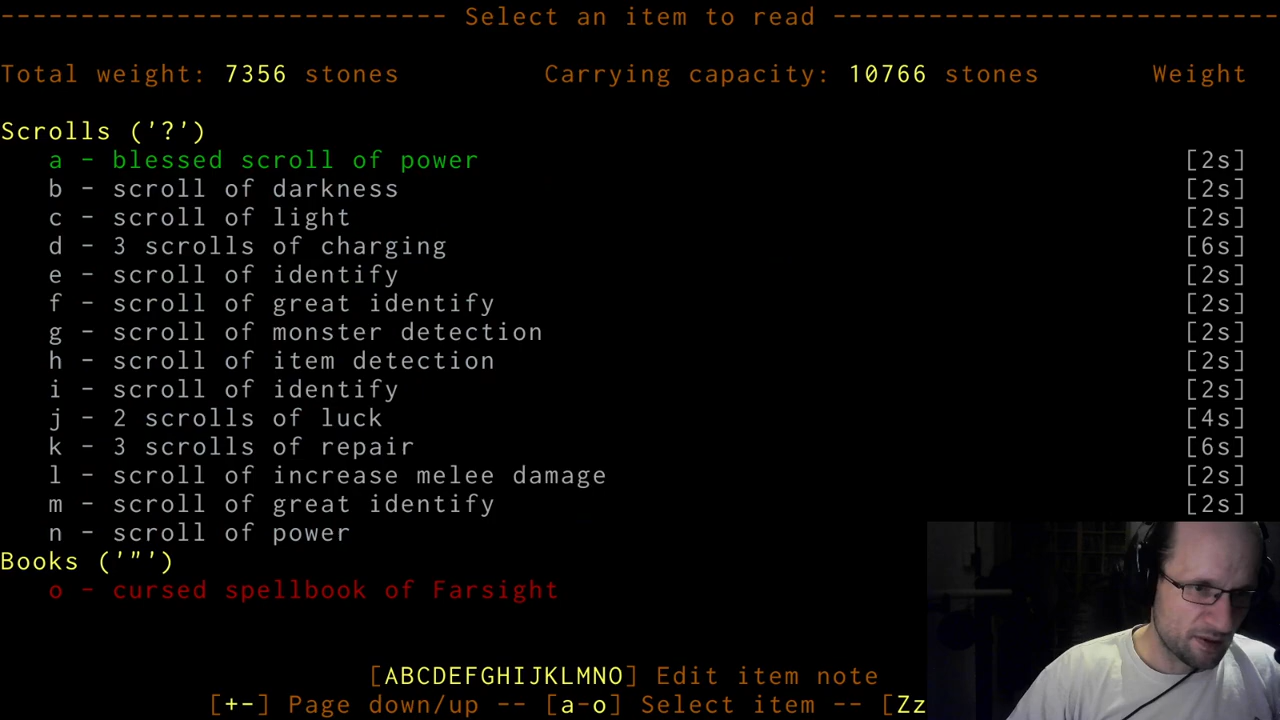 ---------------------------- Select an item to read ----------------------------
Total weight: 7356 stones Carrying capacity: 10766 stones Weight
Scrolls ('?')
a - blessed scroll of power [2s]
b - scroll of darkness [2s]
c - scroll of light [2s]
d - 3 scrolls of charging [6s]
e - scroll of identify [2s]
f - scroll of great identify [2s]
g - scroll of monster detection [2s]
h - scroll of item detection [2s]
i - scroll of identify [2s]
j - 2 scrolls of luck [4s]
k - 3 scrolls of repair [6s]
l - scroll of increase melee damage [2s]
m - scroll of great identify [2s]
n - scroll of power
Books ('"')
o - cursed spellbook of Farsight
[ABCDEFGHIJKLMNO] Edit item note
[+-] Page down/up -- [a-o] Select item -- [Zz